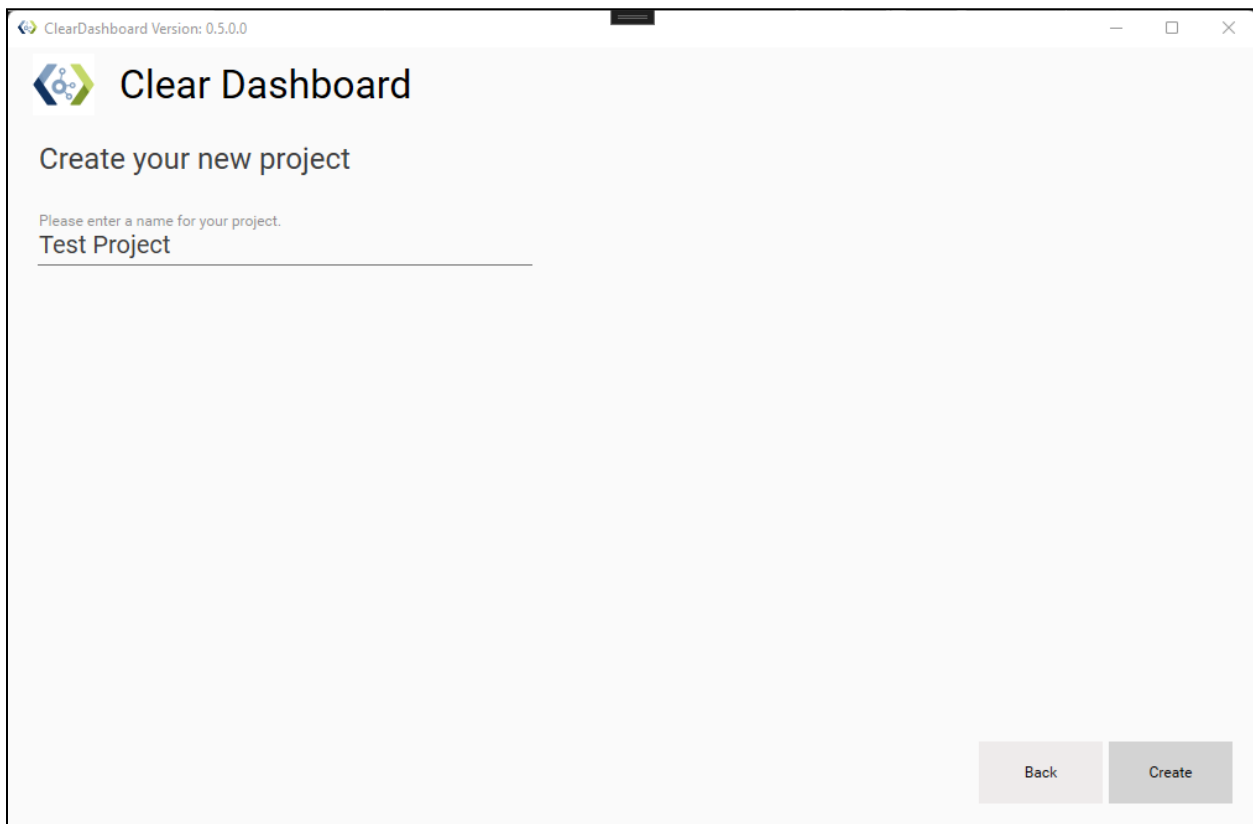 ClearDashboard Version: 0.5.0.0
Clear Dashboard
Create your new project
Please enter a name for your project.
Test Project
Back
Create